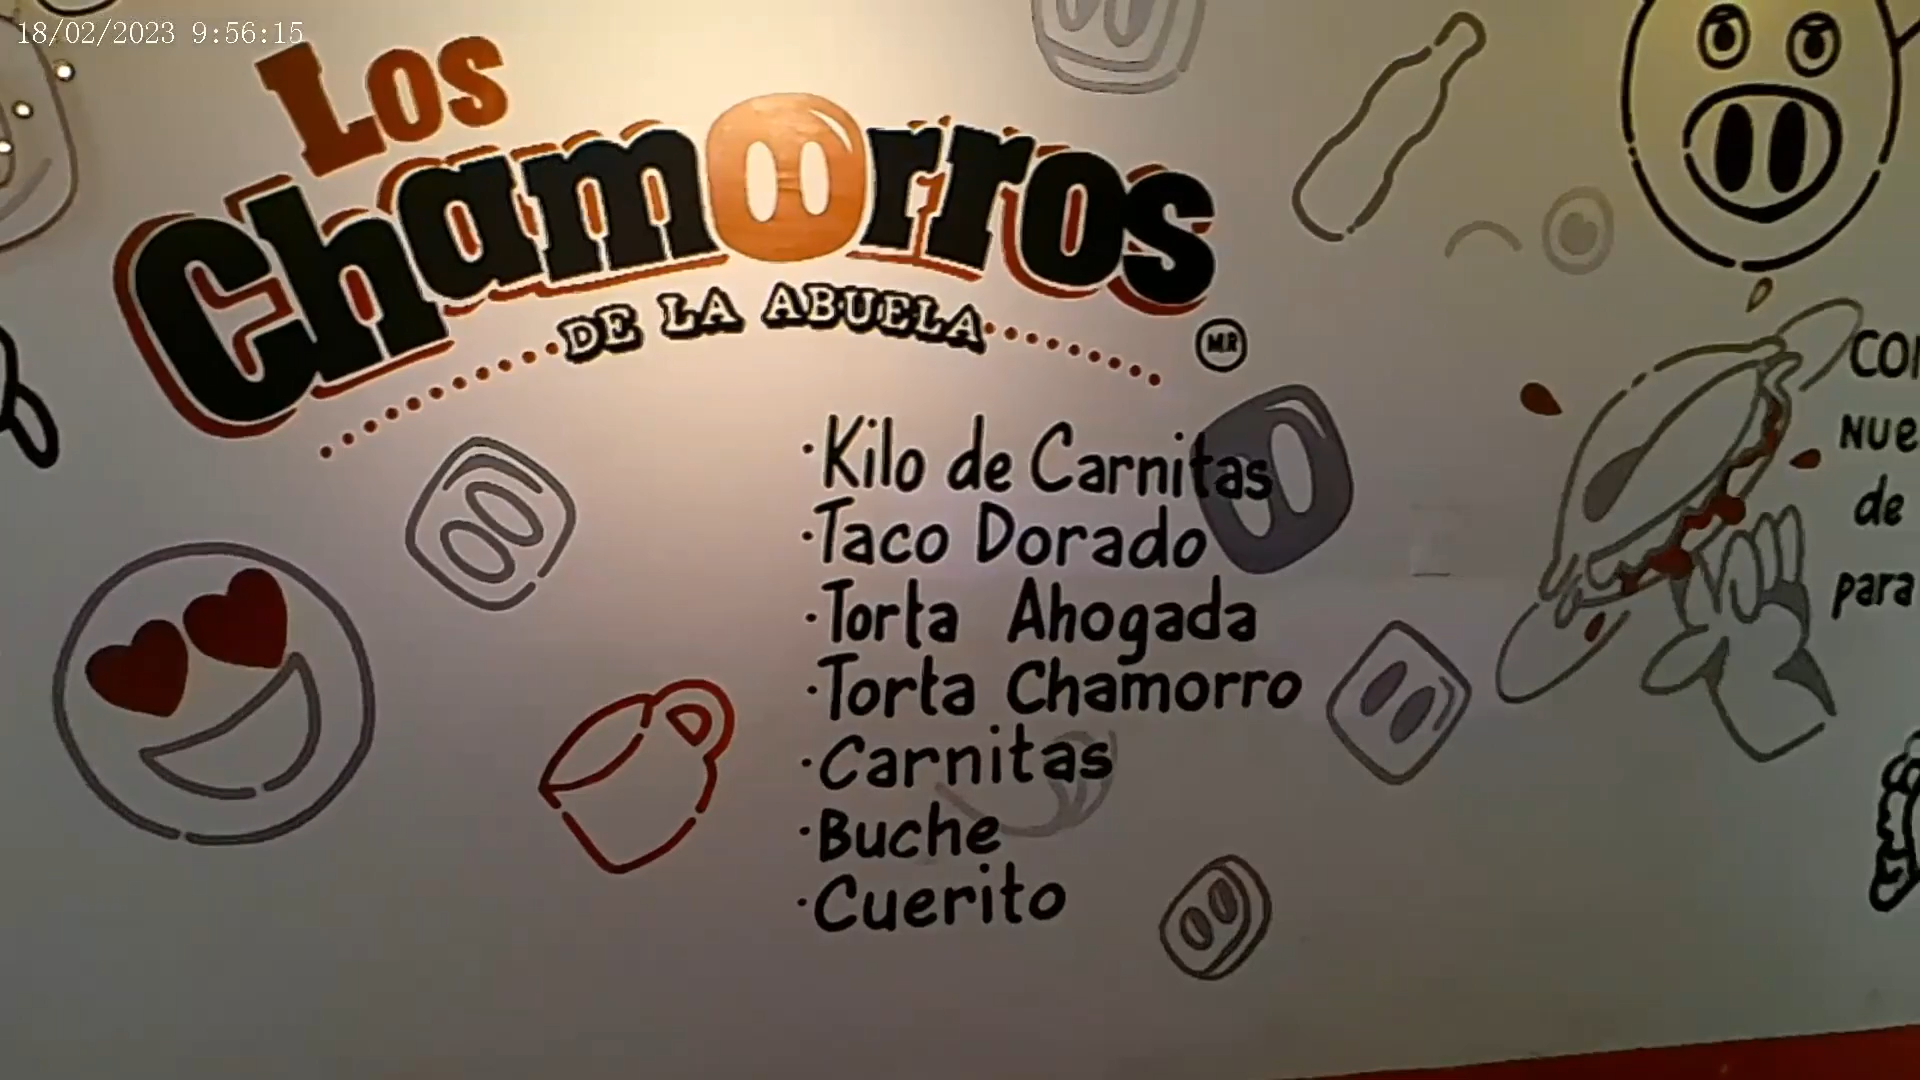 18/02/2023 9:56:15
Los
Chamorros
DE LA ABUELA
MR
·Kilo de Carnitas
·Taco Dorado
·Torta Ahogada
·Torta Chamorro
·Carnitas
·Buche
·Cuerito
de
para